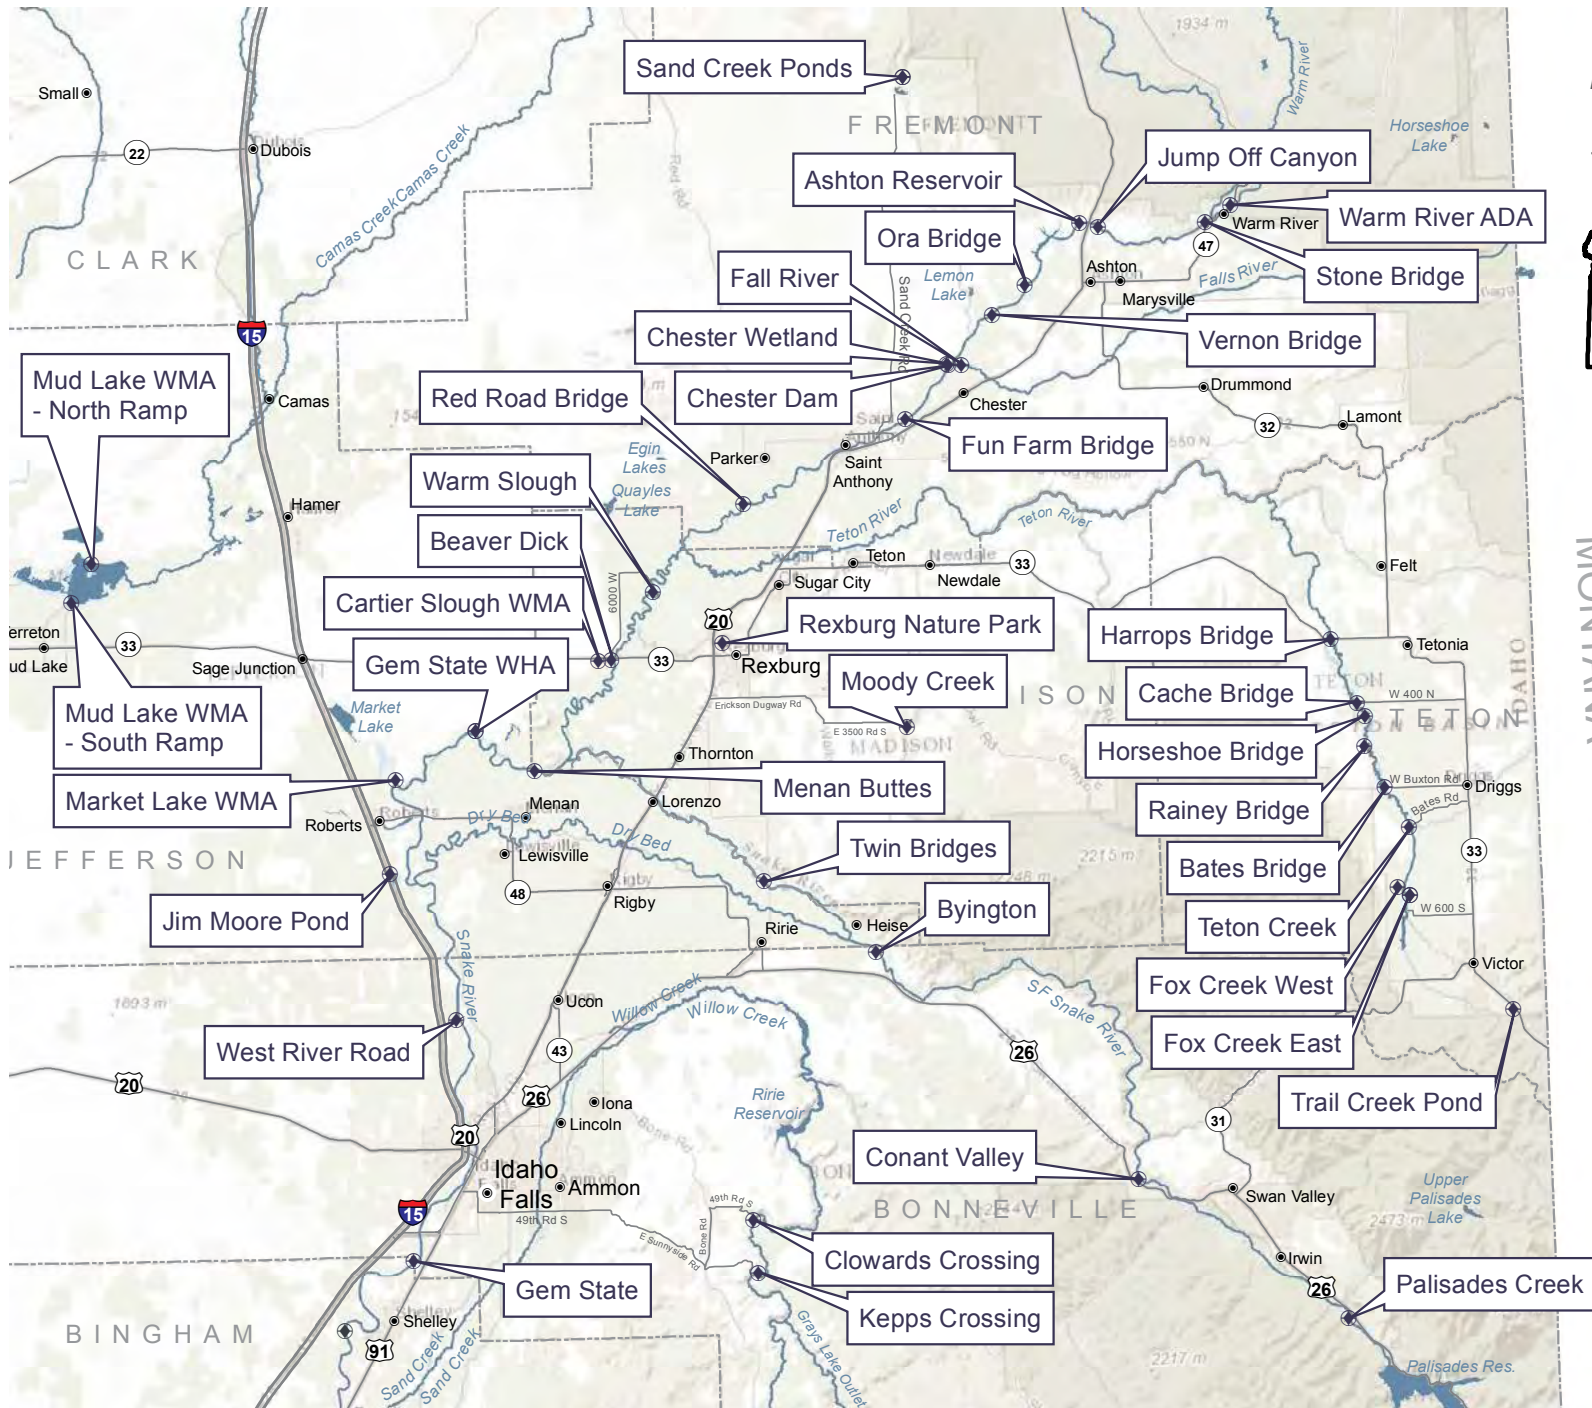 1934 m
Sand Creek Ponds
Warm River
Small
FREMONT
Horseshoe
Lake
22
Dubois
Camas Creek
Camas Creek
Jump Off Canyon
Ashton Reservoir
Red Rd
Warm River ADA
Warm River
Ora Bridge
47
CLARK
Stone Bridge
Fall River
Lemon
Lake
Ashton
Falls River
Marysville
Sand Creek Rd
15
Chester Wetland
Vernon Bridge
Mud Lake WMA
- North Ramp
Red Road Bridge
Chester Dam
Drummond
Camas
Chester
Lamont
32
Fun Farm Bridge
Egin
Lakes
Parker
Saint
Anthony
Warm Slough
Quayles
Lake
Hamer
Teton River
Teton River
Beaver Dick
Teton
Newdale
Newdale
33
Felt
Sugar City
6000 W
Cartier Slough WMA
20
Rexburg Nature Park
Harrops Bridge
MONTANA
IDAHO
33
Sage Junction
33
Rexburg
Tetonia
Gem State WHA
Moody Creek
Cache Bridge
TETON
W 400 N
Erickson Dugway Rd
Mud Lake WMA
- South Ramp
Market
Lake
E 3500 Rd S
MADISON
Horseshoe Bridge
TETON
Thornton
Market Lake WMA
Menan Buttes
Rainey Bridge
W Buxton Rd
Driggs
Bates Rd
Roberts
Roberts
Menan
Lorenzo
Dry Bed
Dry Bed
Twin Bridges
Bates Bridge
JEFFERSON
Lewisville
2215 m
33
48
Rigby
Rigby
Jim Moore Pond
Byington
Teton Creek
W 600 S
Heise
Ririe
Snake River
Fox Creek West
Victor
1693 m
Ucon
Willow Creek
Willow Creek
SF Snake River
West River Road
Fox Creek East
43
26
20
26
Iona
Ririe
Reservoir
Trail Creek Pond
20
Lincoln
Bone Rd
31
Conant Valley
Idaho
Falls
Ammon
Ammon
Swan Valley
Upper
Palisades
Lake
15
49th Rd S
49th Rd S
BONNEVILLE
2473 m
Bone Rd
E Sunnyside Rd
Clowards Crossing
Irwin
Gem State
26
Palisades Creek
Kepps Crossing
Shelley
Shelley
BINGHAM
91
Sand Creek
Sand Creek
Grays Lake Outlet
2217 m
Palisades Res.